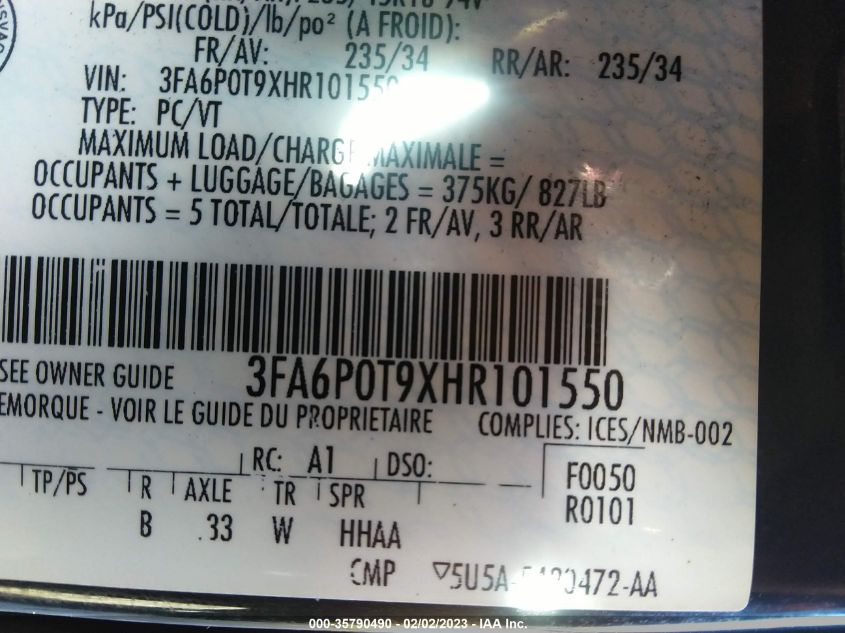 kPa/PSI(COLD)/lb/po² (A FROID):
FR/AV: 235/34 RR/AR: 235/34
VIN: 3FA6P0T9XHR101550
TYPE: PC/VT
MAXIMUM LOAD/CHARGE MAXIMALE =
OCCUPANTS + LUGGAGE/BAGAGES = 375KG/ 827LB
OCCUPANTS = 5 TOTAL/TOTALE; 2 FR/AV, 3 RR/AR
3FA6P0T9XHR101550
SEE OWNER GUIDE
EMORQUE - VOIR LE GUIDE DU PROPRIETAIRE
COMPLIES: ICES/NMB-002
RC: A1 DSO:
F0050
R0101
TP/PS R AXLE TR SPR
B .33 W HHAA
CMP
000-35790490 - 02/02/2023 - IAA Inc.